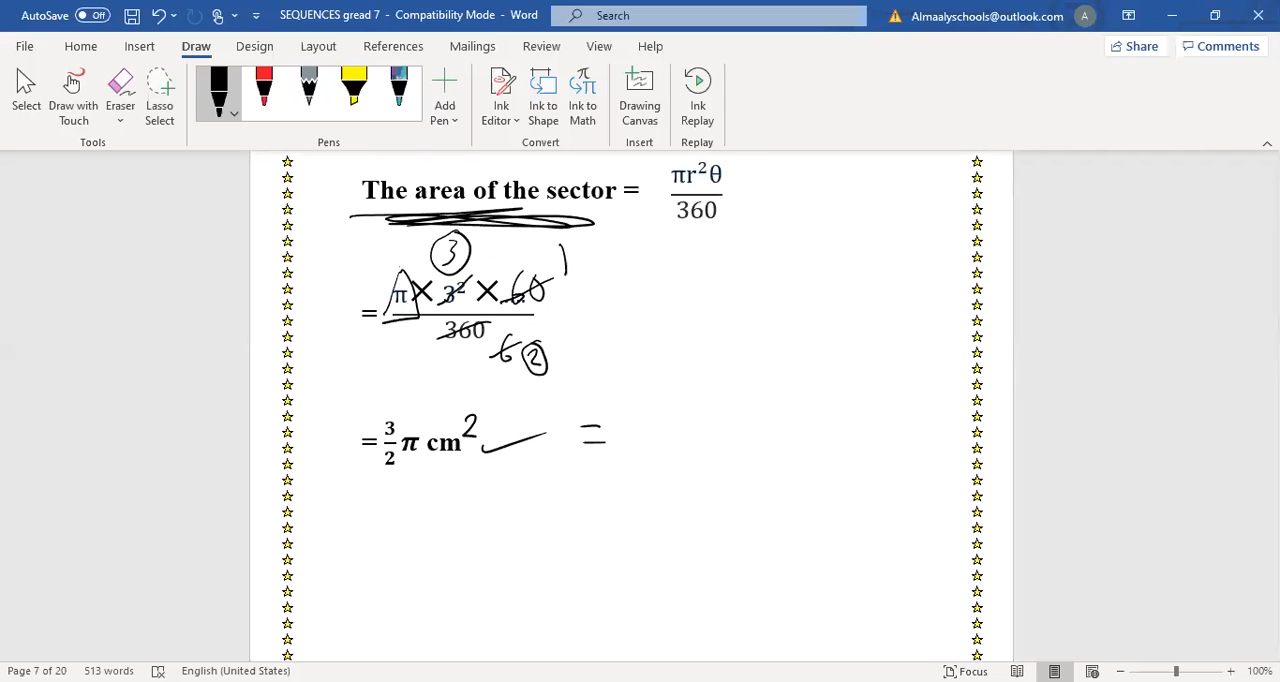 AutoSave Off SEQUENCES gread 7 - Compatibility Mode - Word Search Almaalyschools@outlook.com A
File Home Insert Draw Design Layout References Mailings Review View Help Share Comments
Select Draw with Touch Eraser Lasso Select Add Pen Ink Editor Ink to Shape Ink to Math Drawing Canvas Ink Replay
Tools Pens Convert Insert Replay
The area of the sector = πr²θ/360
3 1
= π × 3² × 60
360
6 2
= 3/2 π cm² =
Page 7 of 20 513 words English (United States) Focus 100%